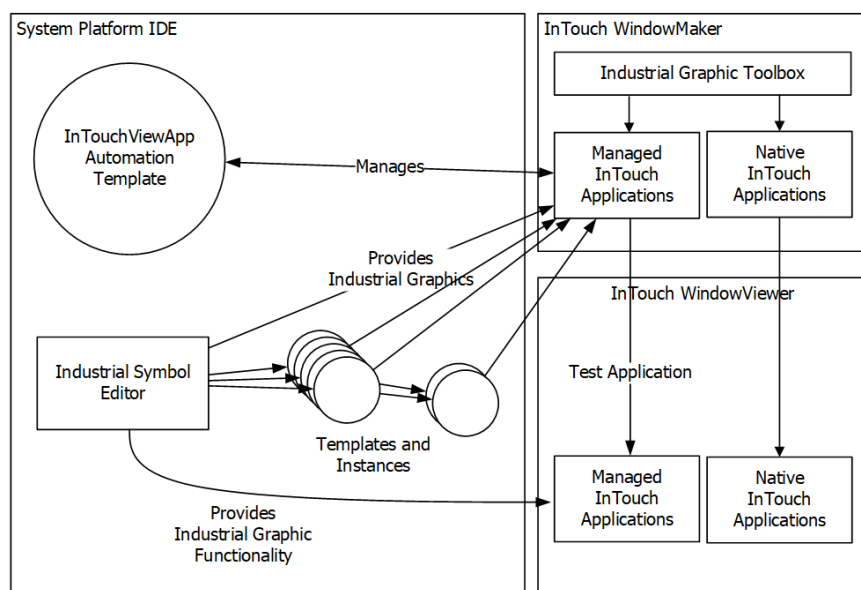 System Platform IDE
InTouchViewApp
Automation
Template
Manages
Provides
Industrial Graphics
Industrial Symbol
Editor
Templates and
Instances
Provides
Industrial Graphic
Functionality
InTouch WindowMaker
Industrial Graphic Toolbox
Managed
InTouch
Applications
Native
InTouch
Applications
InTouch WindowViewer
Test Application
Managed
InTouch
Applications
Native
InTouch
Applications